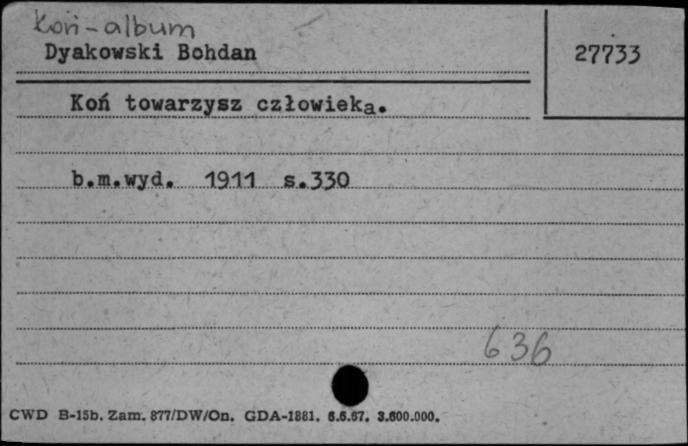 koń-album
Dyakowski Bohdan
27733
Koń towarzysz człowieka.
b.m.wyd. 1911 s.330
636
CWD B-15b. Zam. 877/DW/On. GDA-1881. 6.6.67. 3.600.000.